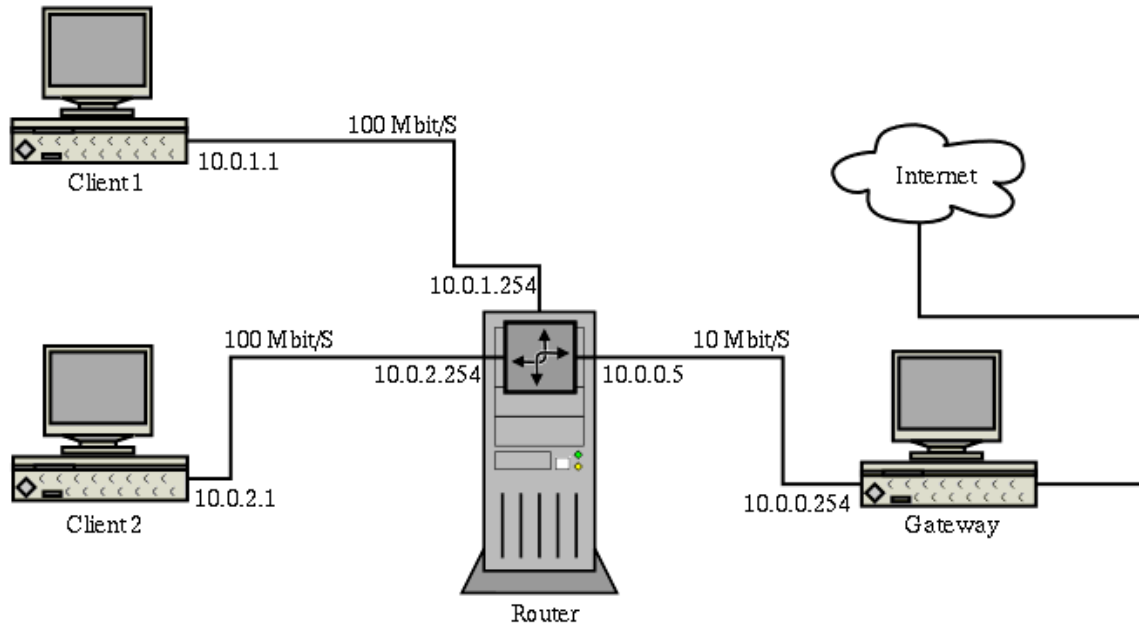 100 Mbit/S
10.0.1.1
Client 1
Internet
10.0.1.254
100 Mbit/S
10 Mbit/S
10.0.2.254
10.0.0.5
10.0.2.1
Client 2
10.0.0.254
Gateway
Router